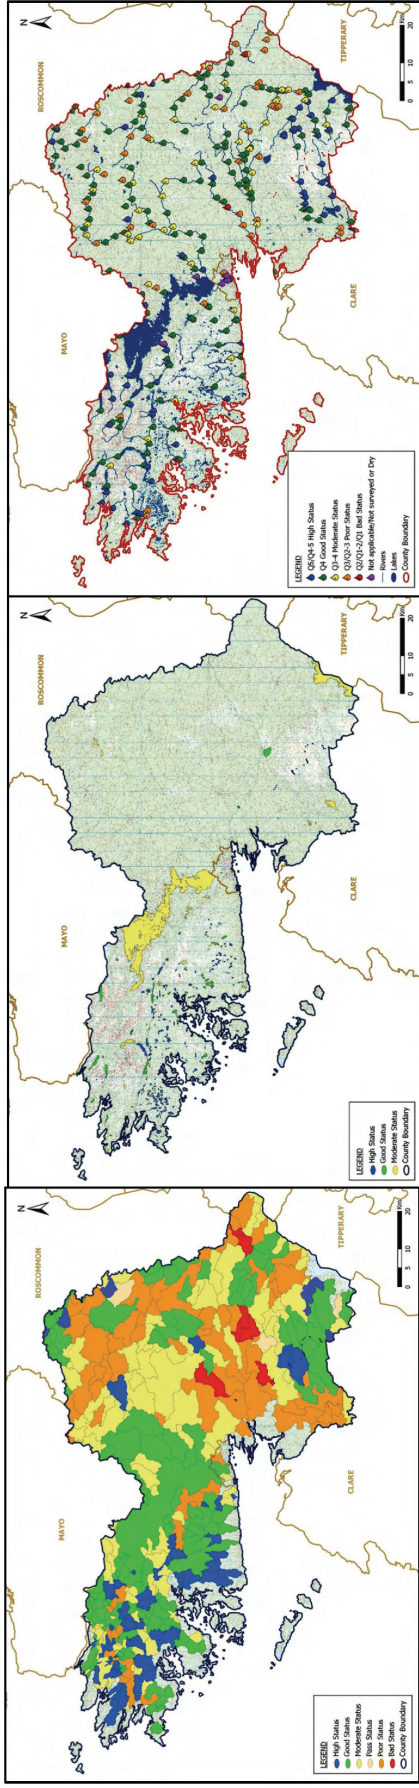 N
ROSCOMMON
MAYO
LEGEND
High Status
Good Status
Moderate Status
Pass Status
Poor Status
Bad Status
County Boundary
CLARE
TIPPERARY
0 5 10 20
Km
N
ROSCOMMON
MAYO
LEGEND
High Status
Good Status
Moderate Status
County Boundary
CLARE
TIPPERARY
0 5 10 20
Km
N
ROSCOMMON
MAYO
LEGEND
Q5/Q4-5 High Status
Q4 Good Status
Q3-4 Moderate Status
Q3/Q2-3 Poor Status
Q2/Q1-2/Q1 Bad Status
Not applicable/Not surveyed or Dry
Rivers
Lakes
County Boundary
CLARE
TIPPERARY
0 5 10 20
Km